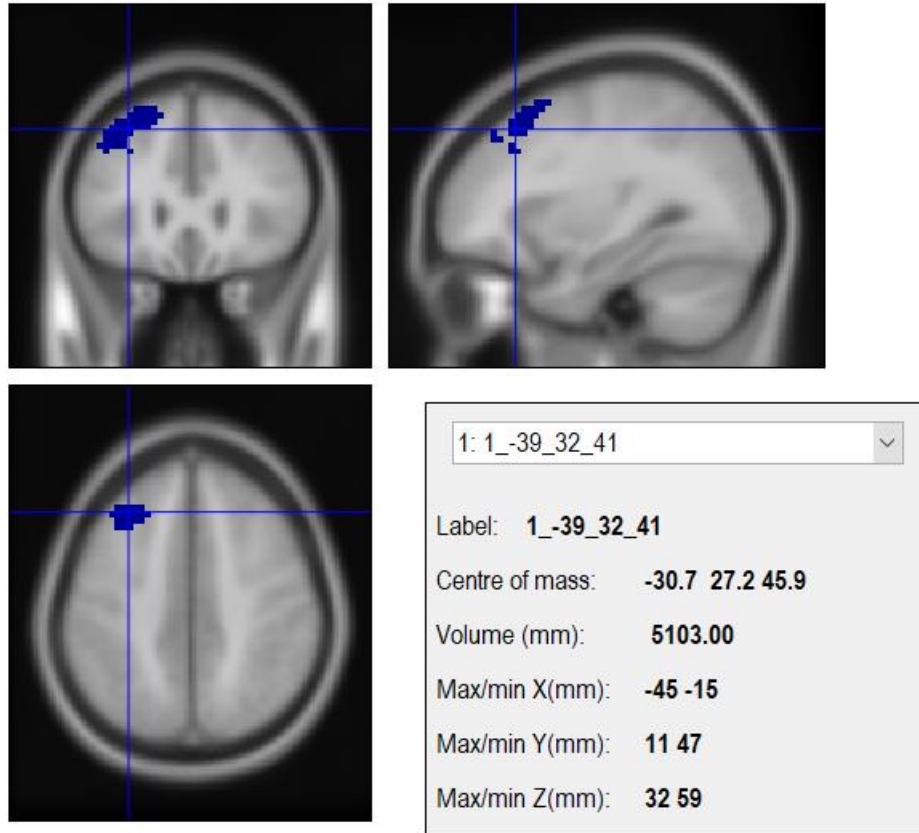 1: 1_-39_32_41
Label: 1_-39_32_41
Centre of mass: -30.7 27.2 45.9
Volume (mm): 5103.00
Max/min X(mm): -45 -15
Max/min Y(mm): 11 47
Max/min Z(mm): 32 59